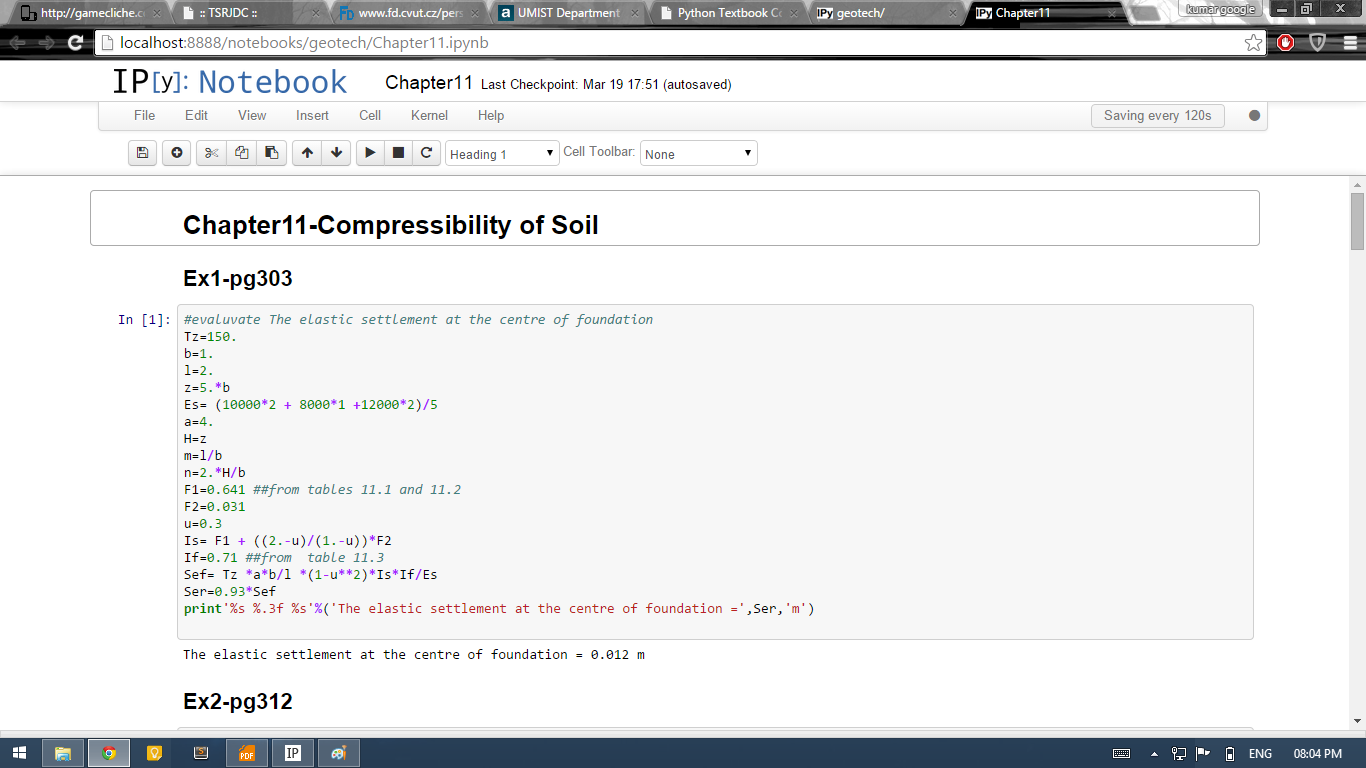 http://gamecliche.c
:: TSRJDC ::
www.fd.cvut.cz/pers
UMIST Department
Python Textbook Co
geotech/
Chapter11
kumar google
localhost:8888/notebooks/geotech/Chapter11.ipynb
IP[y]: Notebook
Chapter11 Last Checkpoint: Mar 19 17:51 (autosaved)
File Edit View Insert Cell Kernel Help
Saving every 120s
Heading 1
Cell Toolbar: None
Chapter11-Compressibility of Soil
Ex1-pg303
In [1]: #evaluvate The elastic settlement at the centre of foundation
Tz=150.
b=1.
l=2.
z=5.*b
Es= (10000*2 + 8000*1 +12000*2)/5
a=4.
H=z
m=l/b
n=2.*H/b
F1=0.641 ##from tables 11.1 and 11.2
F2=0.031
u=0.3
Is= F1 + ((2.-u)/(1.-u))*F2
If=0.71 ##from  table 11.3
Sef= Tz *a*b/l *(1-u**2)*Is*If/Es
Ser=0.93*Sef
print'%s %.3f %s'%('The elastic settlement at the centre of foundation =',Ser,'m')
The elastic settlement at the centre of foundation = 0.012 m
Ex2-pg312
PDF
IP
ENG
08:04 PM